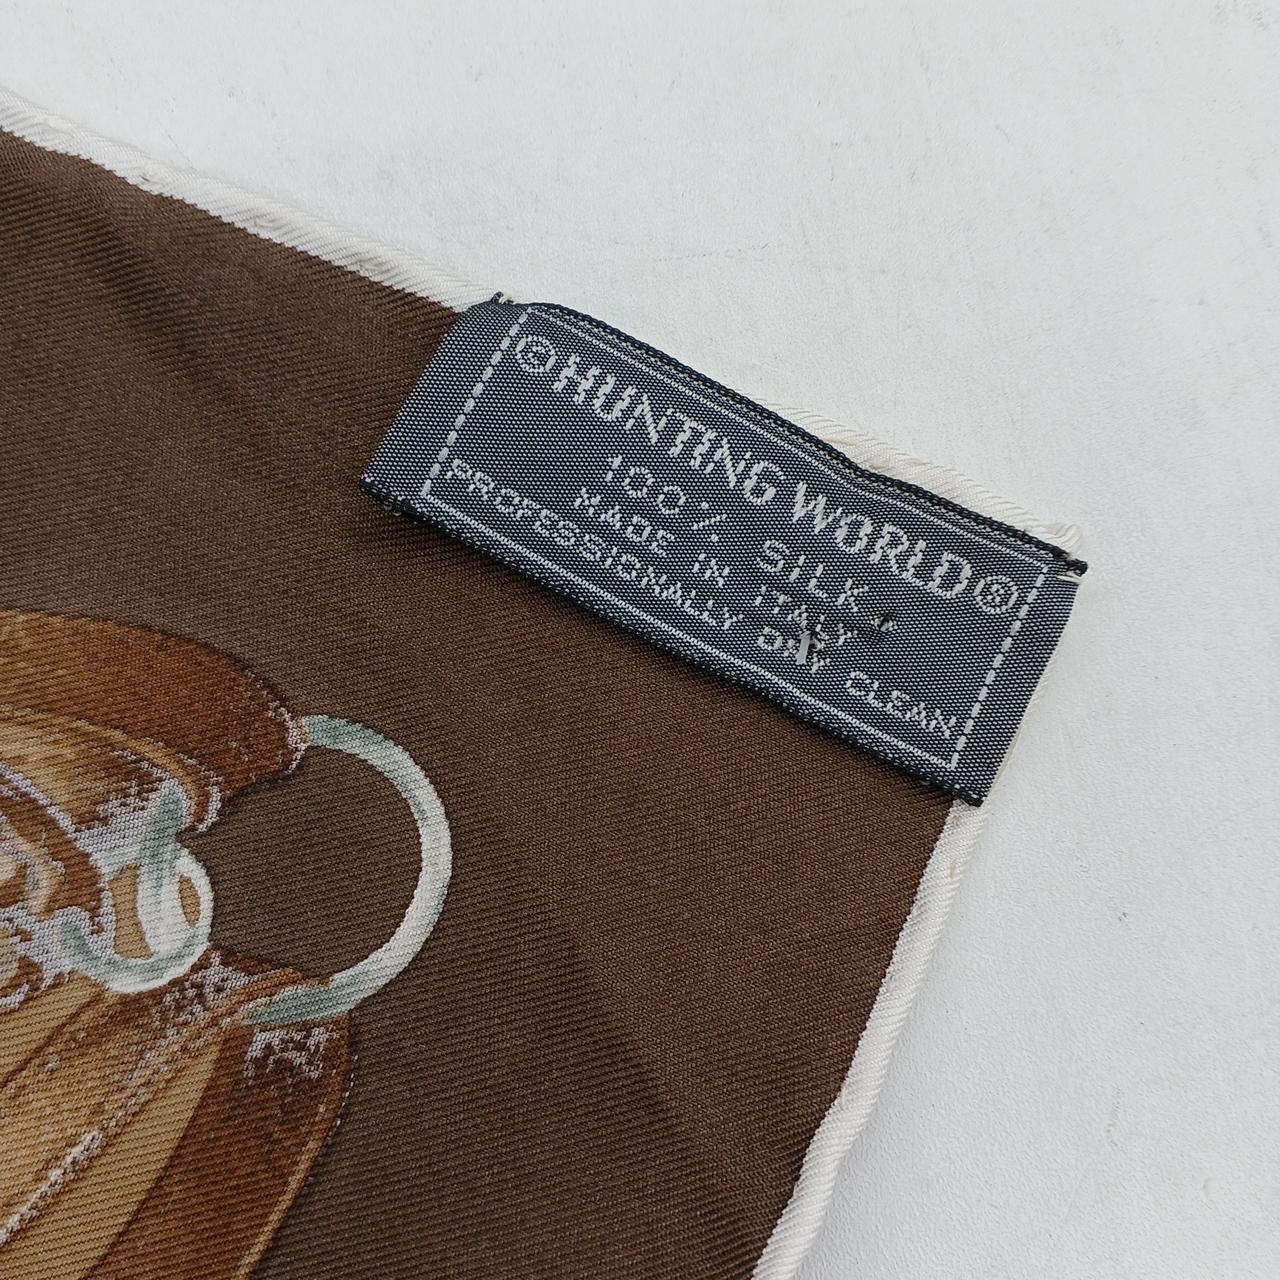 ©HUNTING WORLD®
100% SILK
MADE IN ITALY
PROFESSIONALLY DRY CLEAN